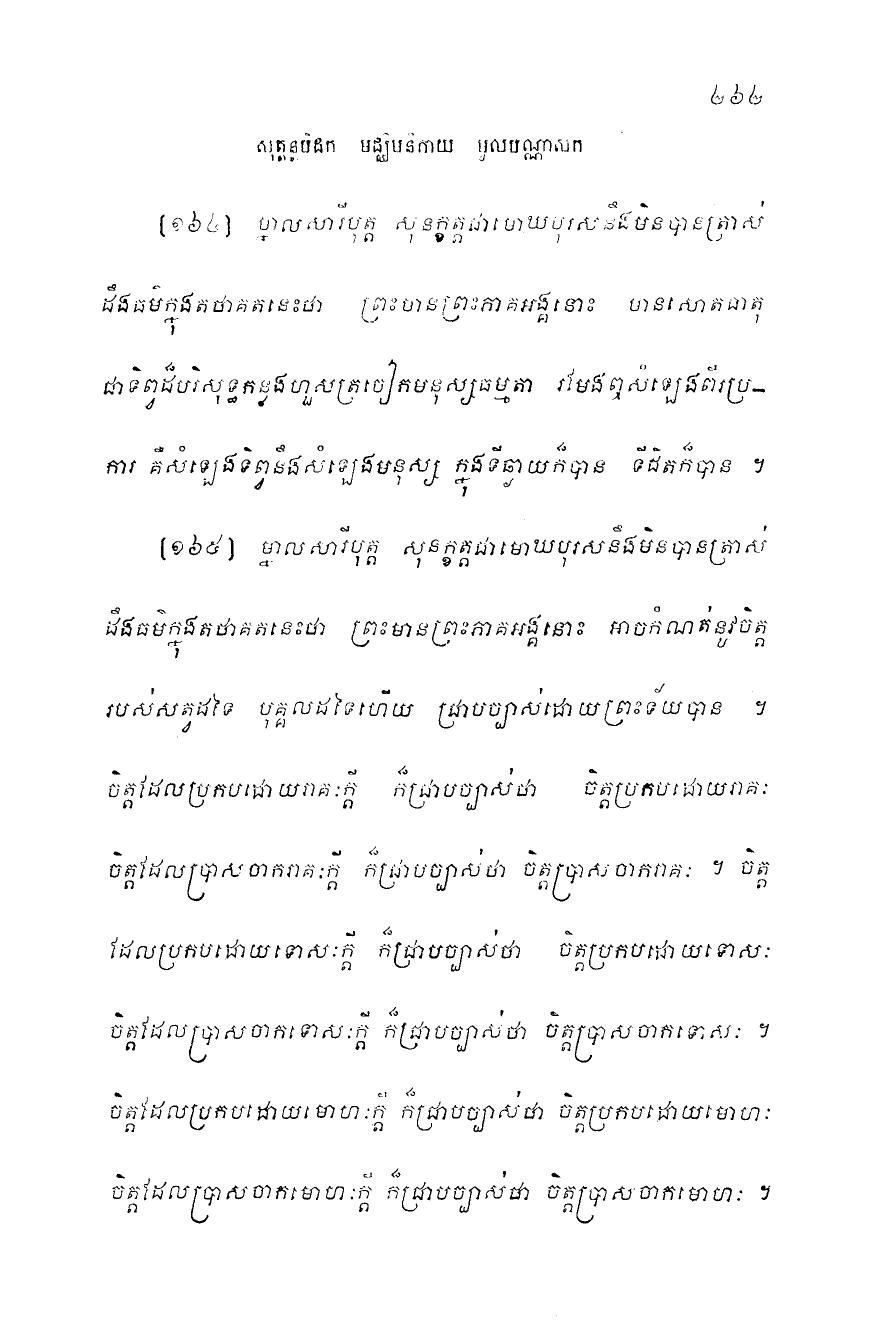 ២៦២
សុត្តន្តបិដក មជ្ឈិមនិកាយ មូលបណ្ណាសក
[១៦៤] ម្នាលសារីបុត្ត សុនក្ខត្តជាមោឃបុរសនឹងមិនបានត្រាស់
ដឹងធម៌ក្នុងតថាគតនេះថា ព្រះមានព្រះភាគអង្គនោះ មានសោតធាតុ
ជាទិព្វដ៏បរិសុទ្ធកន្លងហួសត្រចៀកមនុស្សធម្មតា រមែងឮសំឡេងពីរប្រ-
ការ គឺសំឡេងទិព្វនឹងសំឡេងមនុស្ស ក្នុងទីឆ្ងាយក៏បាន ទីជិតក៏បាន ។
[១៦៥] ម្នាលសារីបុត្ត សុនក្ខត្តជាមោឃបុរសនឹងមិនបានត្រាស់
ដឹងធម៌ក្នុងតថាគតនេះថា ព្រះមានព្រះភាគអង្គនោះ អាចកំណត់នូវចិត្ត
របស់សត្វដទៃ បុគ្គលដទៃហើយ ជ្រាបច្បាស់ដោយព្រះទ័យបាន ។
ចិត្តដែលប្រកបដោយរាគៈក្តី ក៏ជ្រាបច្បាស់ថា ចិត្តប្រកបដោយរាគៈ
ចិត្តដែលប្រាសចាករាគៈក្តី ក៏ជ្រាបច្បាស់ថា ចិត្តប្រាសចាករាគៈ ។ ចិត្ត
ដែលប្រកបដោយទោសៈក្តី ក៏ជ្រាបច្បាស់ថា ចិត្តប្រកបដោយទោសៈ
ចិត្តដែលប្រាសចាកទោសៈក្តី ក៏ជ្រាបច្បាស់ថា ចិត្តប្រាសចាកទោសៈ ។
ចិត្តដែលប្រកបដោយមោហៈក្តី ក៏ជ្រាបច្បាស់ថា ចិត្តប្រកបដោយមោហៈ
ចិត្តដែលប្រាសចាកមោហៈក្តី ក៏ជ្រាបច្បាស់ថា ចិត្តប្រាសចាកមោហៈ ។